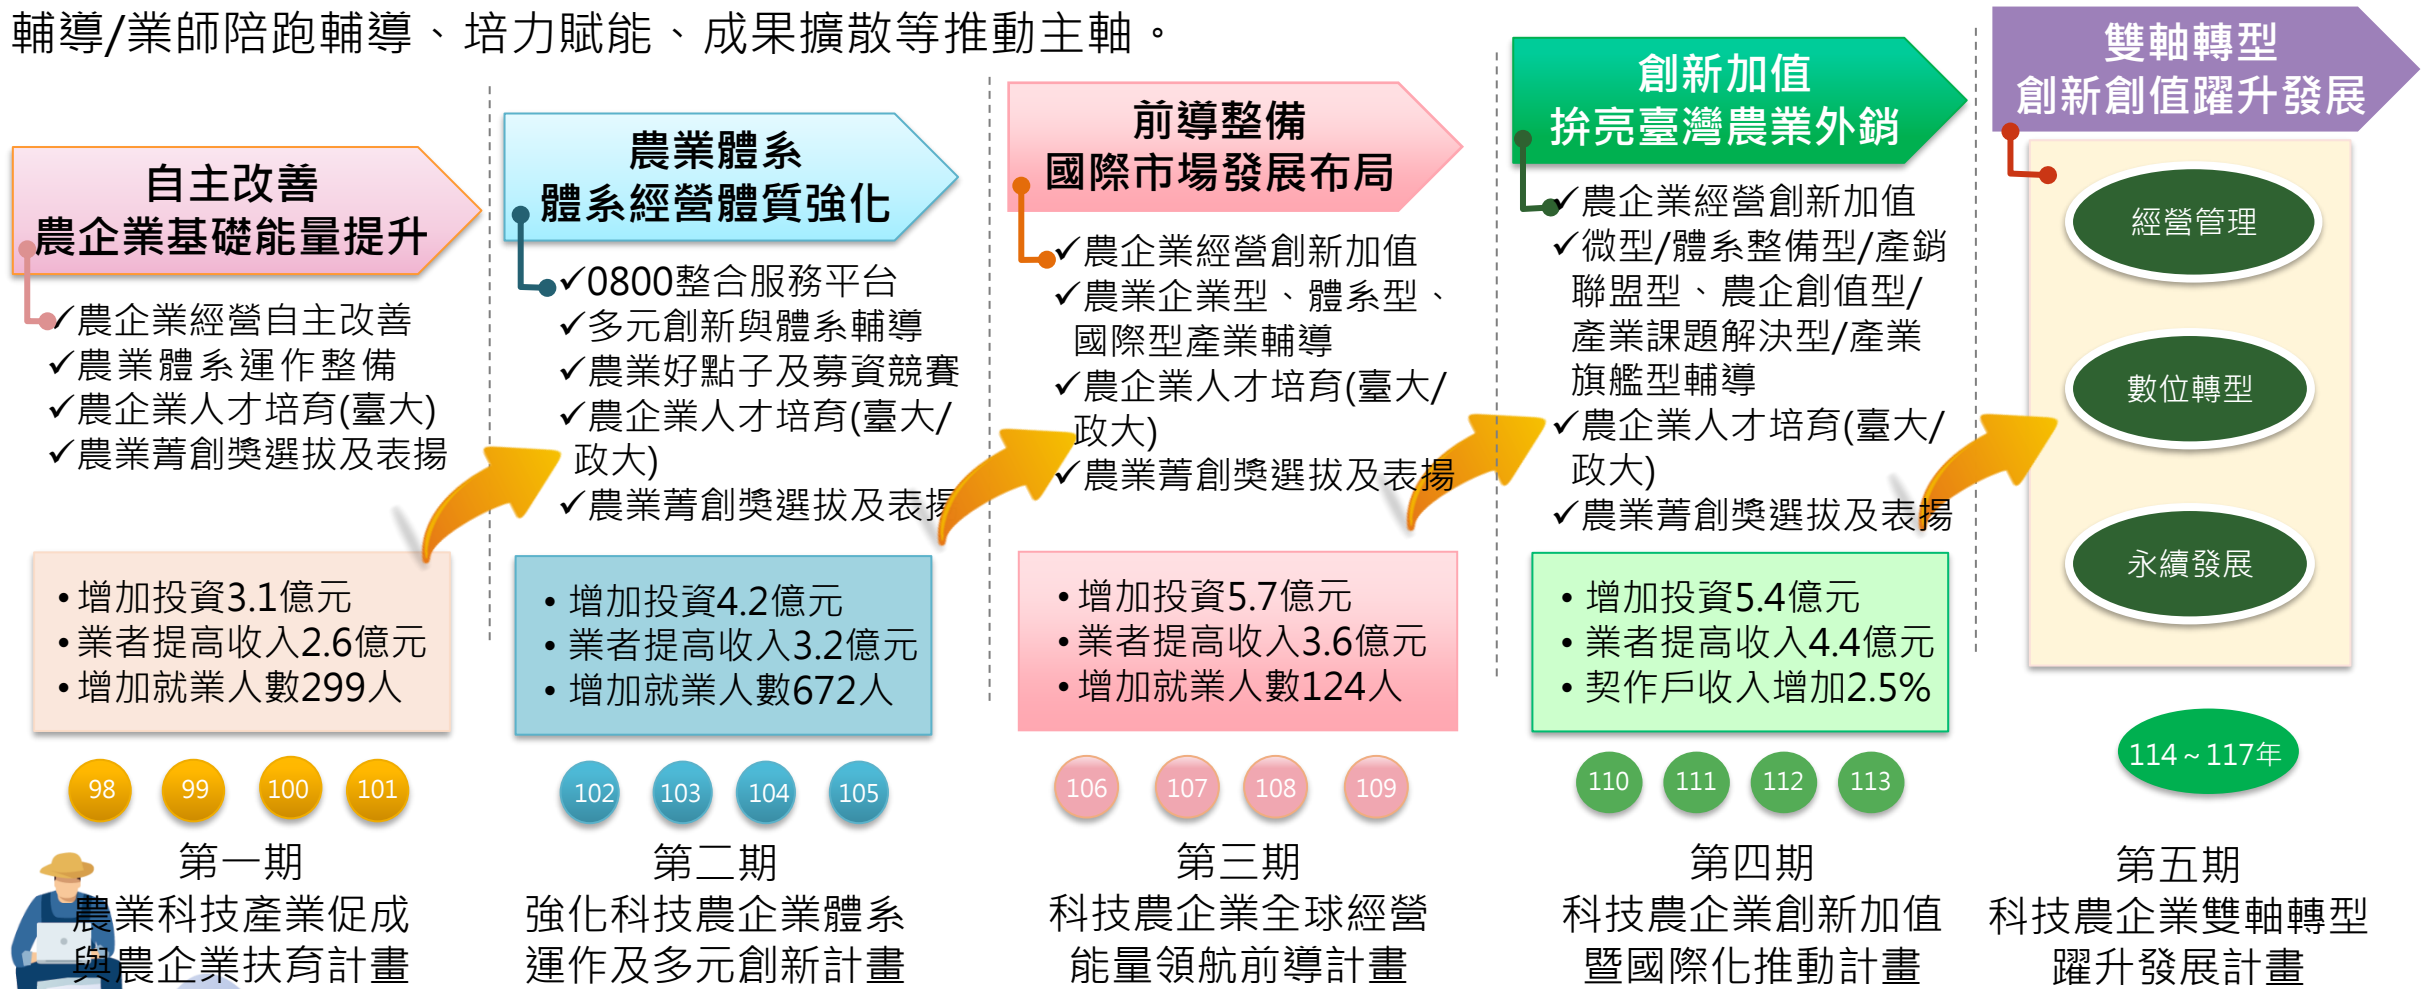 輔導/業師陪跑輔導、培力賦能、成果擴散等推動主軸。
自主改善
農企業基礎能量提升
✓農企業經營自主改善
✓農業體系運作整備
✓農企業人才培育(臺大)
✓農業菁創獎選拔及表揚
•增加投資3.1億元
•業者提高收入2.6億元
•增加就業人數299人
98 99 100 101
第一期
農業科技產業促成
與農企業扶育計畫
農業體系
體系經營體質強化
✓0800整合服務平台
✓多元創新與體系輔導
✓農業好點子及募資競賽
✓農企業人才培育(臺大/
政大)
✓農業菁創獎選拔及表揚
• 增加投資4.2億元
• 業者提高收入3.2億元
• 增加就業人數672人
102 103 104 105
第二期
強化科技農企業體系
運作及多元創新計畫
前導整備
國際市場發展布局
✓農企業經營創新加值
✓農業企業型、體系型、
國際型產業輔導
✓農企業人才培育(臺大/
政大)
✓農業菁創獎選拔及表揚
•增加投資5.7億元
•業者提高收入3.6億元
•增加就業人數124人
106 107 108 109
第三期
科技農企業全球經營
能量領航前導計畫
創新加值
拚亮臺灣農業外銷
✓農企業經營創新加值
✓微型/體系整備型/產銷
聯盟型、農企創值型/
產業課題解決型/產業
旗艦型輔導
✓農企業人才培育(臺大/
政大)
✓農業菁創獎選拔及表揚
• 增加投資5.4億元
• 業者提高收入4.4億元
• 契作戶收入增加2.5%
110 111 112 113
第四期
科技農企業創新加值
暨國際化推動計畫
雙軸轉型
創新創值躍升發展
經營管理
數位轉型
永續發展
114～117年
第五期
科技農企業雙軸轉型
躍升發展計畫